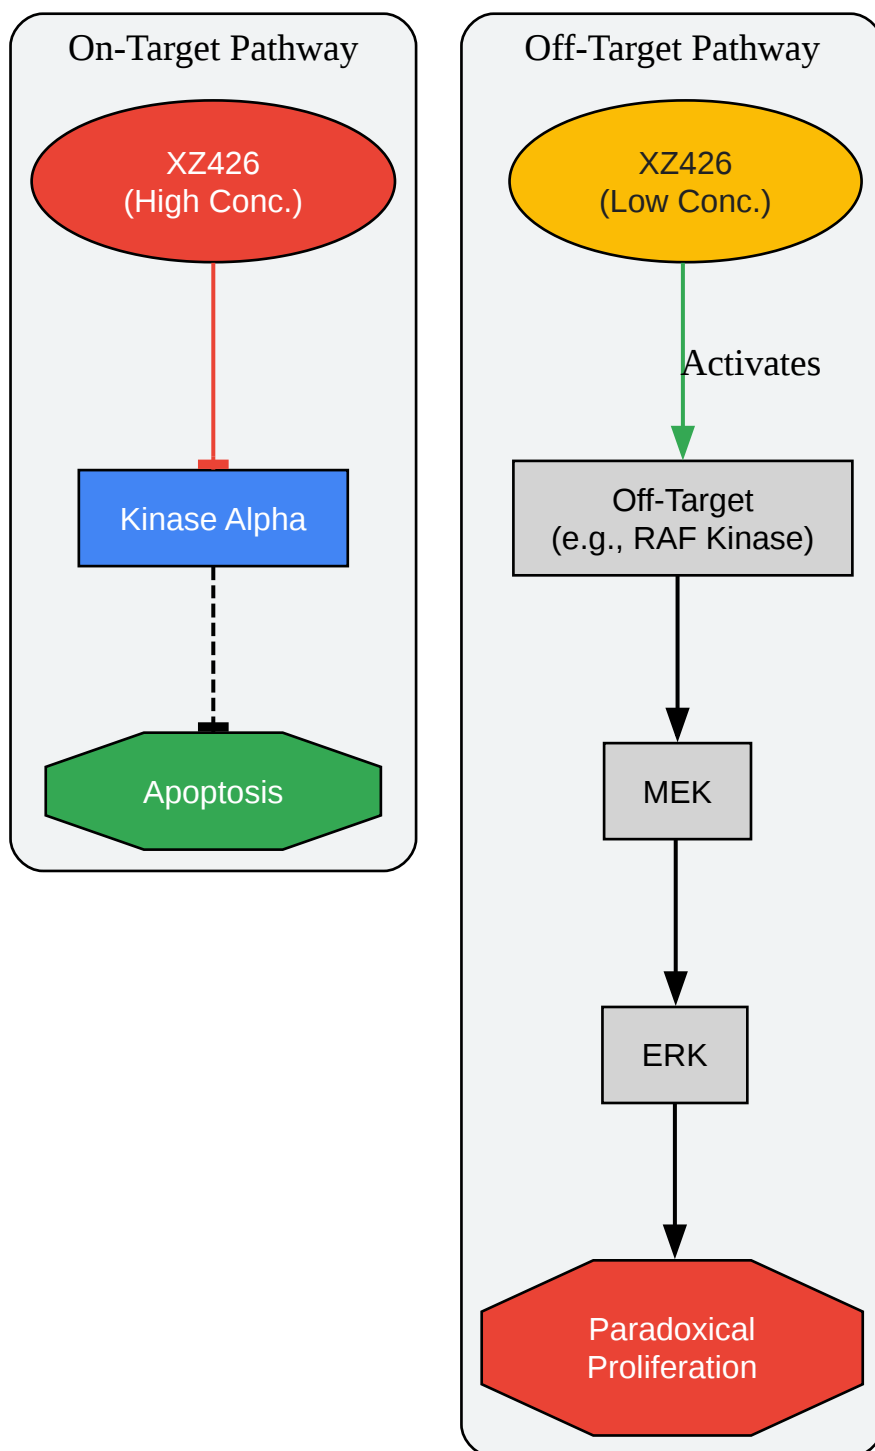 On-Target Pathway
XZ426
(High Conc.)
Kinase Alpha
Apoptosis
Off-Target Pathway
XZ426
(Low Conc.)
Activates
Off-Target
(e.g., RAF Kinase)
MEK
ERK
Paradoxical
Proliferation